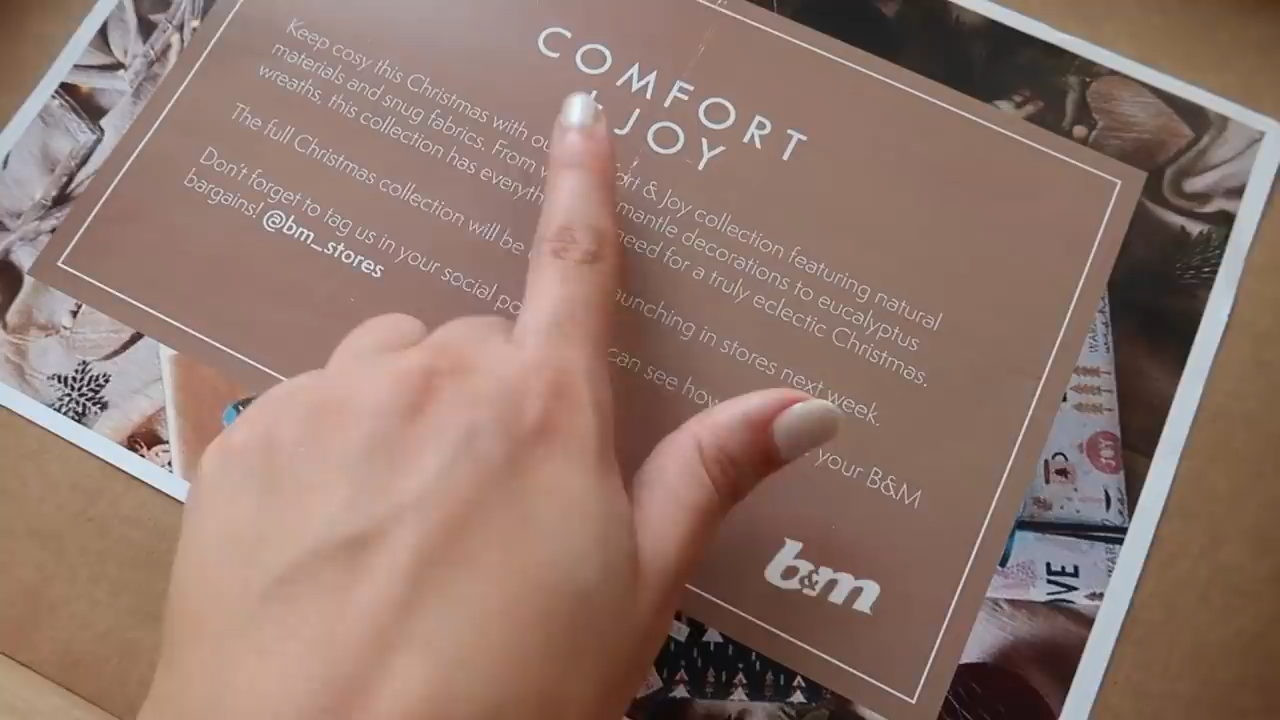 COMFORT
& JOY
Keep cosy this Christmas with ou ort & Joy collection featuring natural
materials and snug fabrics. From mantle decorations to eucalyptus
wreaths, this collection has everyth need for a truly eclectic Christmas.
The full Christmas collection will be unching in stores next week.
Don't forget to tag us in your social po can see how your B&M
bargains! @bm_stores
b&m
JOY